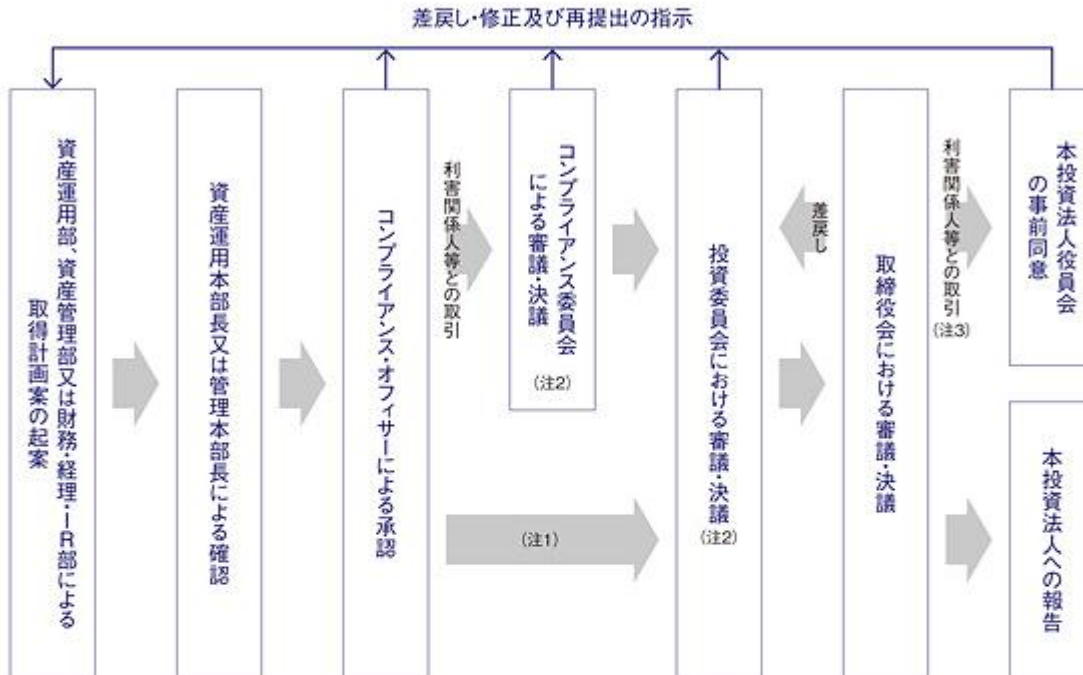 差戻し・修正及び再提出の指示
資産運用部、資産管理部又は財務・経理・IR部による
取得計画案の起案
資産運用本部長又は管理本部長による確認
コンプライアンス・オフィサーによる承認
利害関係人等との取引
コンプライアンス委員会
による審議・決議
(注2)
(注1)
投資委員会における審議・決議
(注2)
差戻し
取締役会における審議・決議
利害関係人等との取引
(注3)
本投資法人役員会
の事前同意
本投資法人への報告